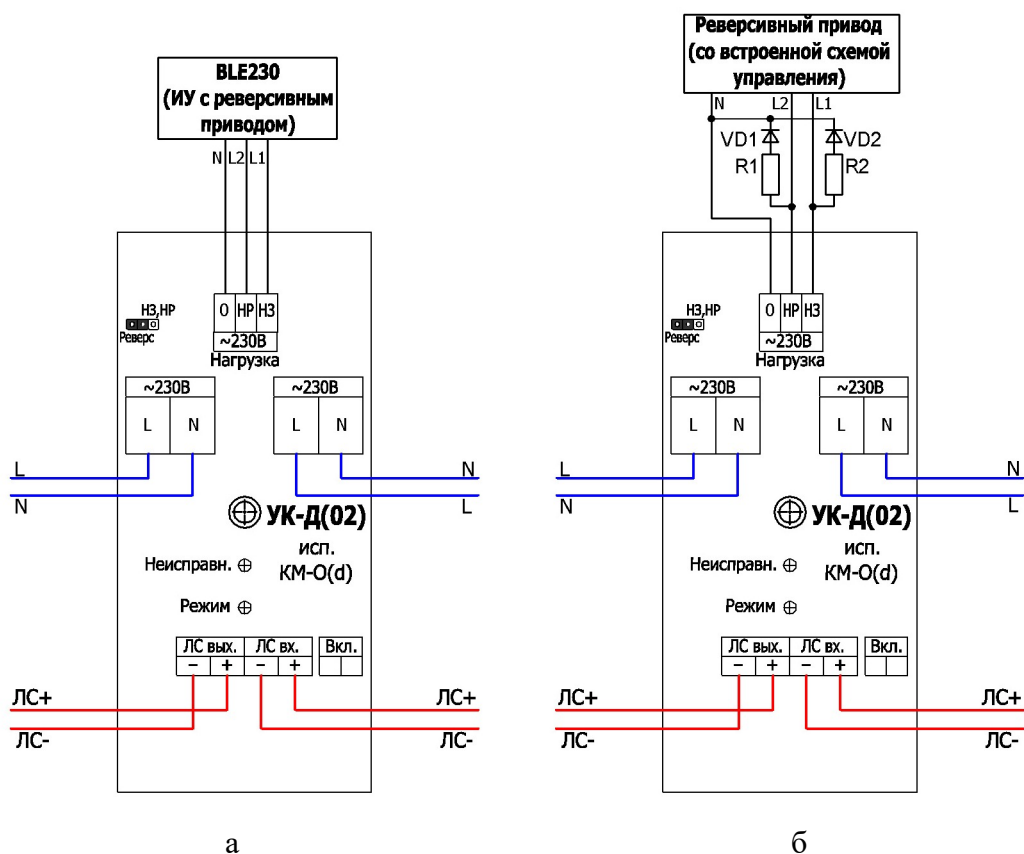 BLE230
(ИУ с реверсивным
приводом)
N L2 L1
НЗ,НР
Реверс
О НР НЗ
~230В
Нагрузка
~230В
L N
~230В
L N
L
N
N
L
УК-Д(02)
исп.
КМ-О(d)
Неисправн.
Режим
ЛС вых. ЛС вх. Вкл.
– + – +
ЛС+
ЛС-
ЛС+
ЛС-
а
Реверсивный привод
(со встроенной схемой
управления)
N L2 L1
VD1 VD2
R1 R2
НЗ,НР
Реверс
О НР НЗ
~230В
Нагрузка
~230В
L N
~230В
L N
L
N
N
L
УК-Д(02)
исп.
КМ-О(d)
Неисправн.
Режим
ЛС вых. ЛС вх. Вкл.
– + – +
ЛС+
ЛС-
ЛС+
ЛС-
б